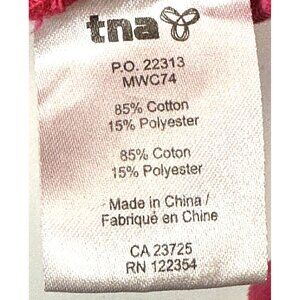 tna
P.O. 22313
MWC74
85% Cotton
15% Polyester
85% Coton
15% Polyester
Made in China /
Fabriqué en Chine
CA 23725
RN 122354